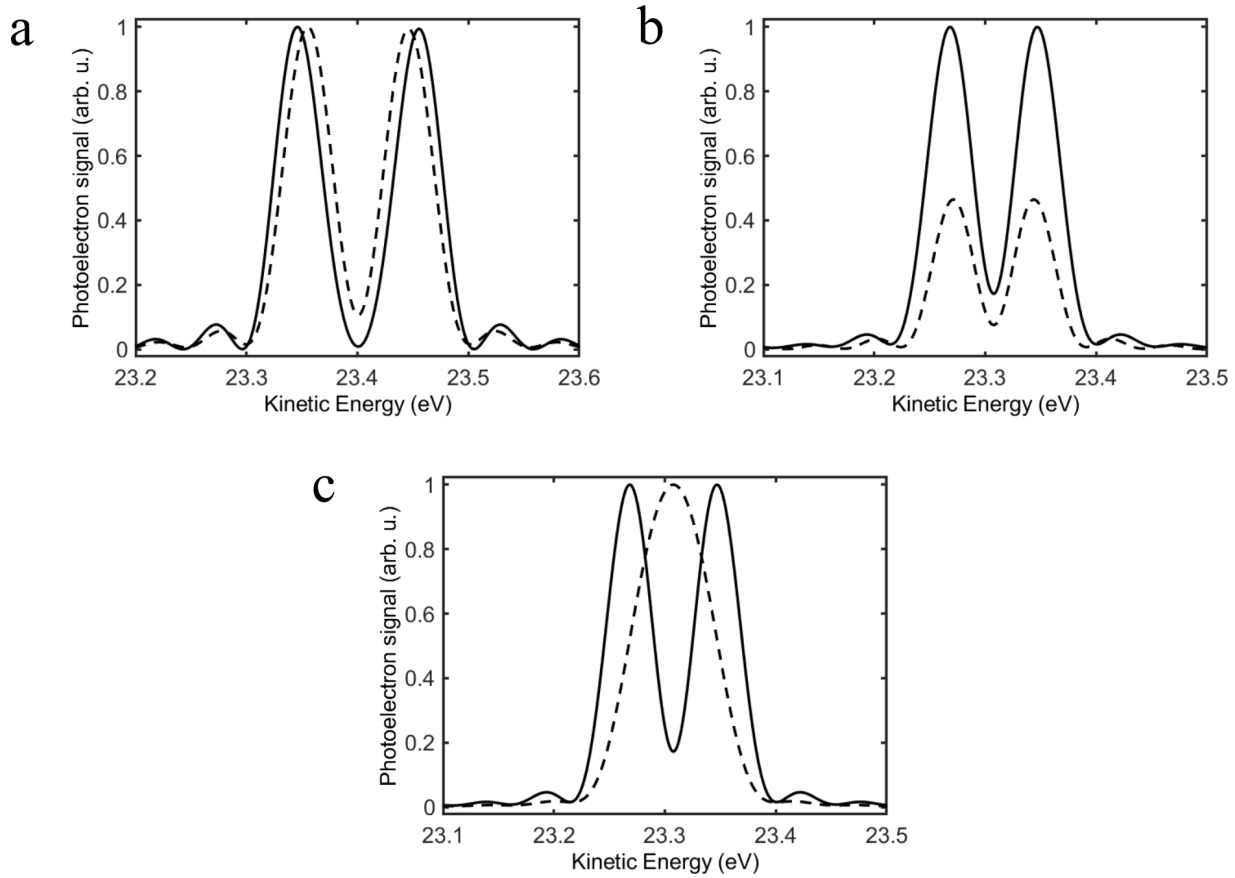 a
Photoelectron signal (arb. u.)
1
0.8
0.6
0.4
0.2
0
23.2 23.3 23.4 23.5 23.6
Kinetic Energy (eV)
b
Photoelectron signal (arb. u.)
1
0.8
0.6
0.4
0.2
0
23.1 23.2 23.3 23.4 23.5
Kinetic Energy (eV)
c
Photoelectron signal (arb. u.)
1
0.8
0.6
0.4
0.2
0
23.1 23.2 23.3 23.4 23.5
Kinetic Energy (eV)